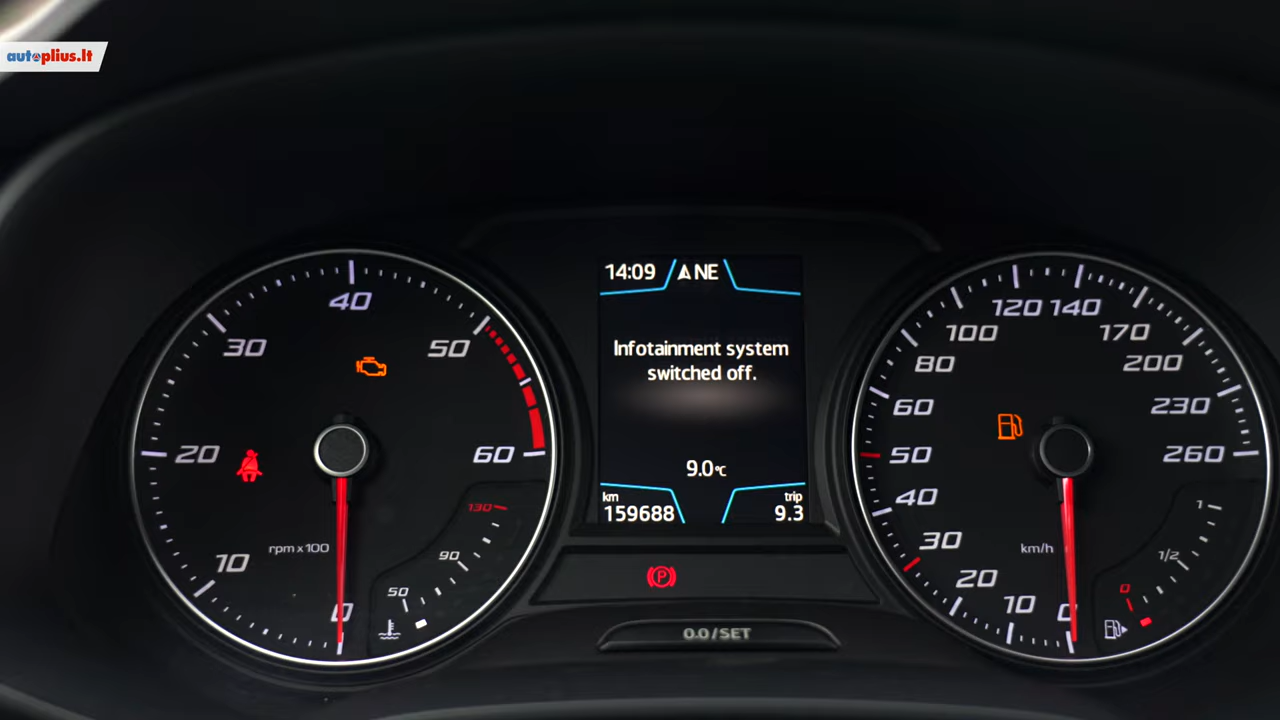 autoplius.lt
10
20
30
40
50
60
rpm x 100
0
50
90
130
14:09 NE
Infotainment system
switched off.
9.0°C
km
159688
trip
9.3
P
0.0/SET
0
10
20
30
40
50
60
80
100
120
140
170
200
230
260
km/h
0
1/2
1